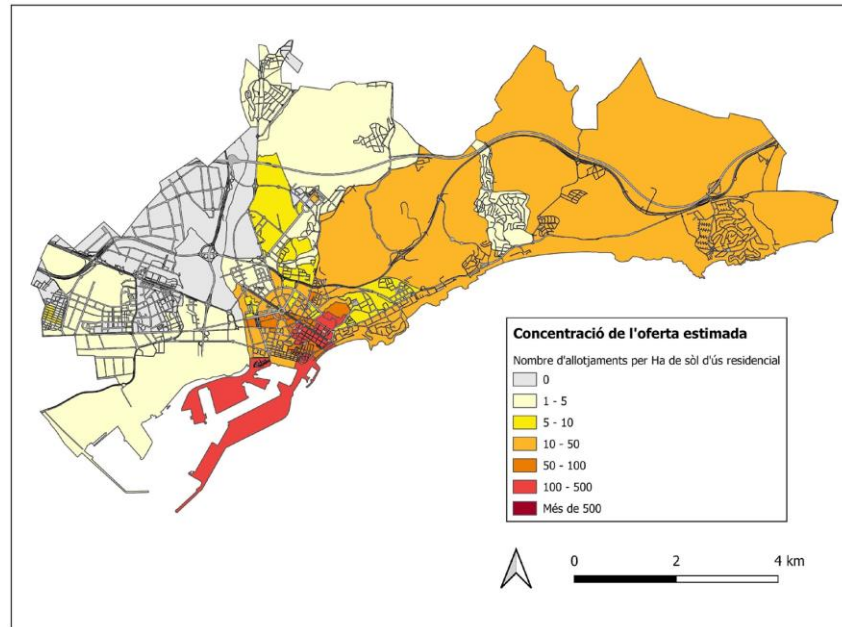 Concentració de l'oferta estimada
Nombre d'allotjaments per Ha de sòl d'ús residencial
0
1 - 5
5 - 10
10 - 50
50 - 100
100 - 500
Més de 500
0 2 4 km